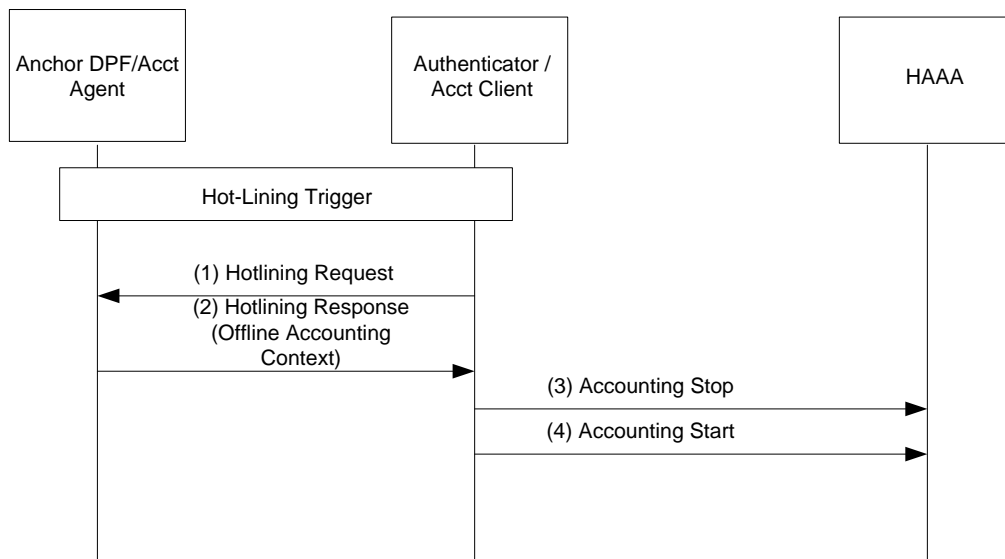 Anchor DPF/Acct
Agent
Authenticator /
Acct Client
HAAA
Hot-Lining Trigger
(1) Hotlining Request
(2) Hotlining Response
(Offline Accounting
Context)
(3) Accounting Stop
(4) Accounting Start